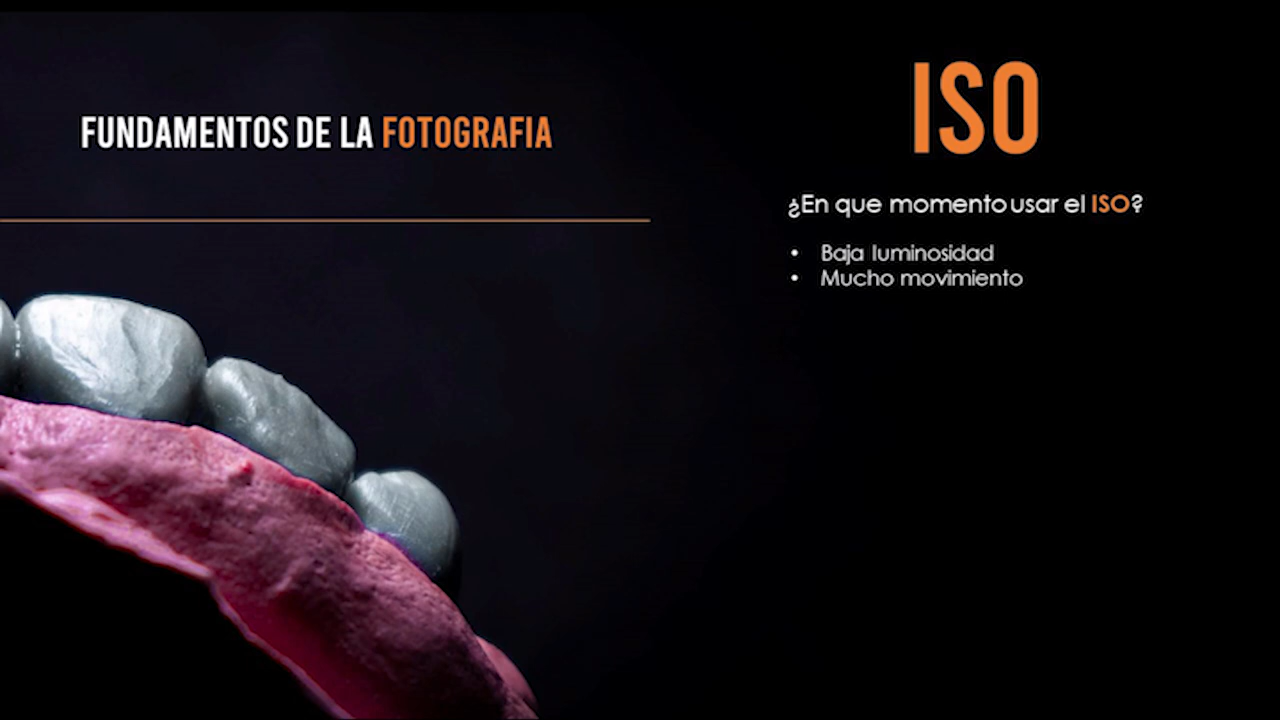 FUNDAMENTOS DE LA FOTOGRAFIA
ISO
¿En que momento usar el ISO?
• Baja luminosidad
• Mucho movimiento